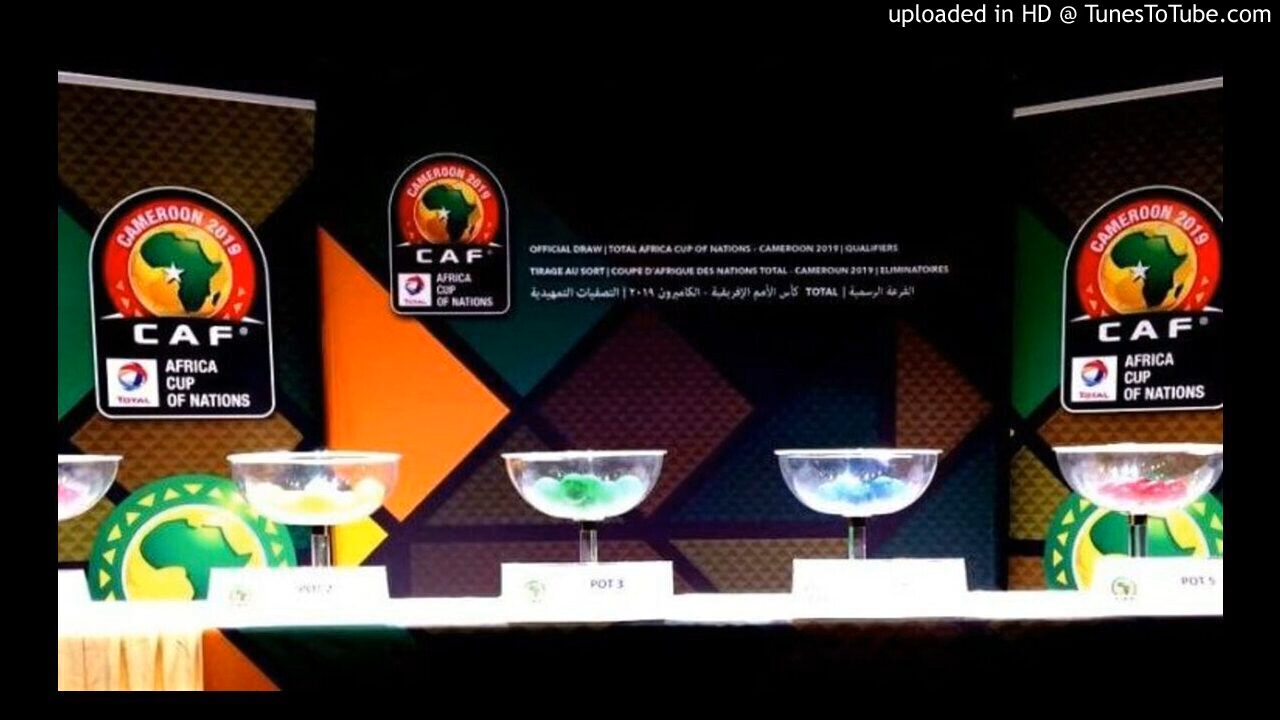 uploaded in HD @ TunesToTube.com
CAMEROON 2019
CAF
TOTAL
AFRICA
CUP
OF NATIONS
CAMEROON 2019
CAF
TOTAL
AFRICA
CUP
OF NATIONS
OFFICIAL DRAW | TOTAL AFRICA CUP OF NATIONS - CAMEROON 2019 | QUALIFIERS
TIRAGE AU SORT | COUPE D'AFRIQUE DES NATIONS TOTAL - CAMEROUN 2019 | ELIMINATOIRES
القرعة الرسمية | TOTAL كأس الأمم الإفريقية - الكاميرون ٢٠١٩ | التصفيات التمهيدية
CAMEROON 2019
CAF
TOTAL
AFRICA
CUP
OF NATIONS
POT 2
POT 3
POT 5